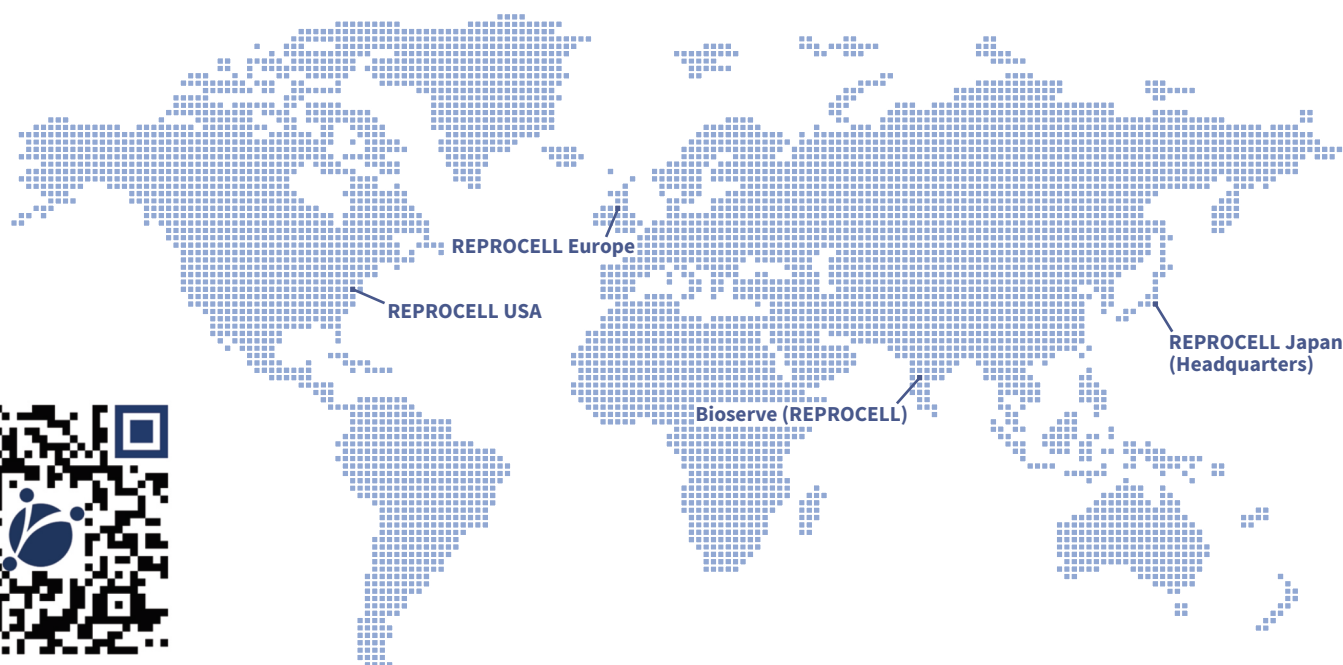 REPROCELL Europe
REPROCELL USA
REPROCELL Japan
(Headquarters)
Bioserve (REPROCELL)